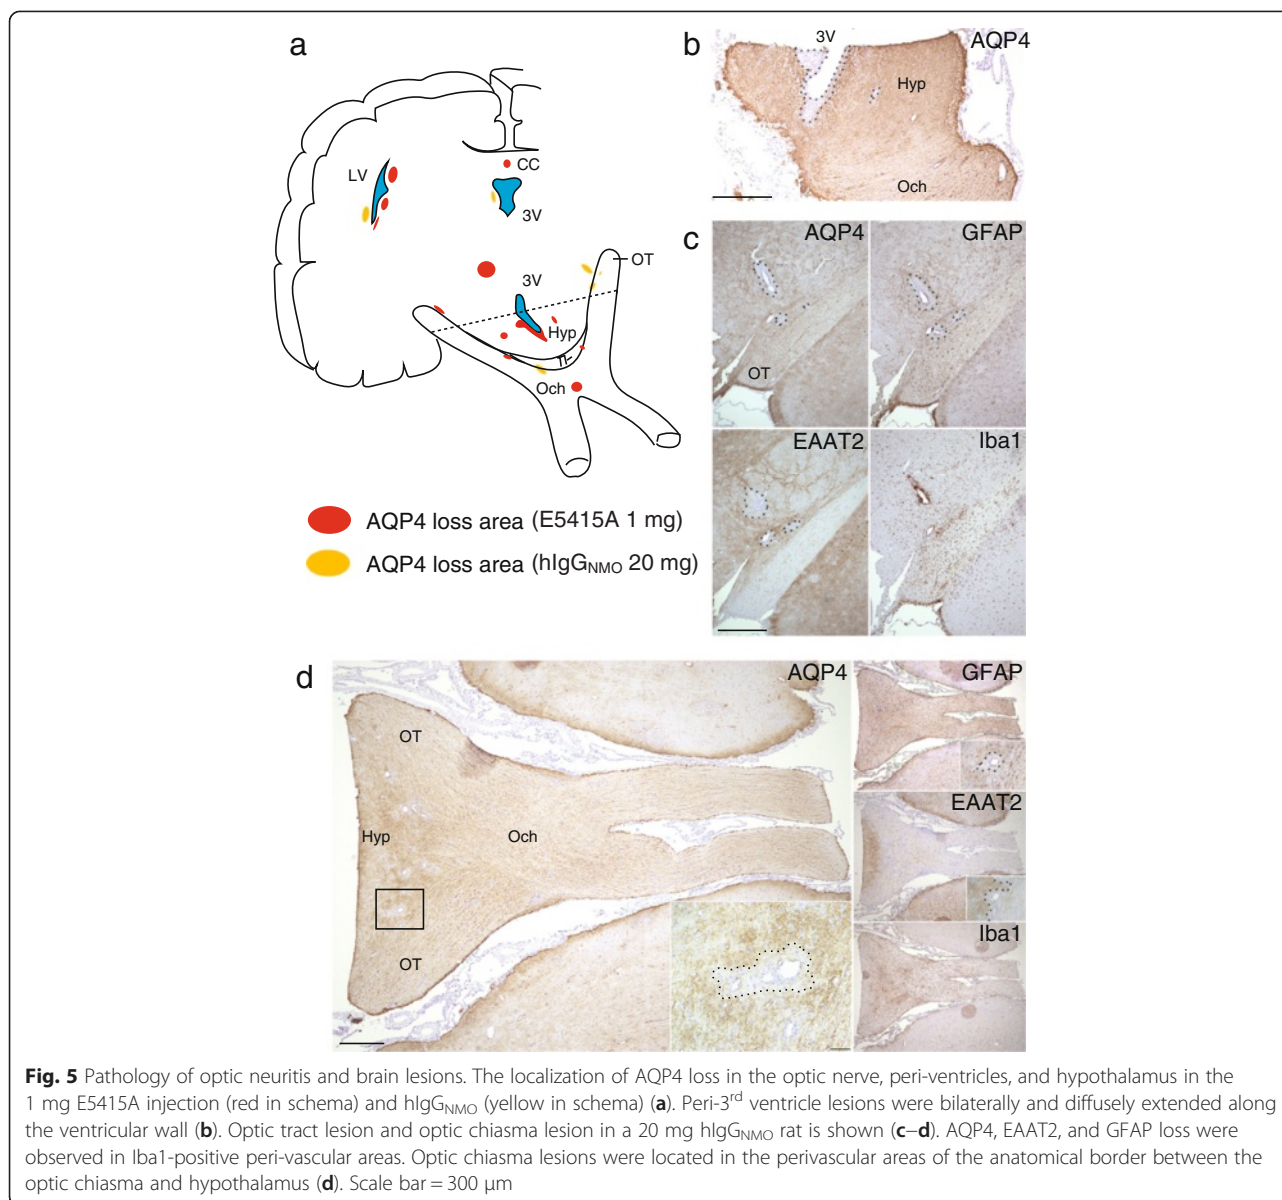 a
LV
CC
3V
OT
3V
Hyp
Och
AQP4 loss area (E5415A 1 mg)
AQP4 loss area (hIgGNMO 20 mg)
b
3V
AQP4
Hyp
Och
c
AQP4
GFAP
OT
EAAT2
Iba1
d
AQP4
GFAP
OT
EAAT2
Hyp
Och
Iba1
OT
Fig. 5 Pathology of optic neuritis and brain lesions. The localization of AQP4 loss in the optic nerve, peri-ventricles, and hypothalamus in the
1 mg E5415A injection (red in schema) and hIgGNMO (yellow in schema) (a). Peri-3rd ventricle lesions were bilaterally and diffusely extended along
the ventricular wall (b). Optic tract lesion and optic chiasma lesion in a 20 mg hIgGNMO rat is shown (c–d). AQP4, EAAT2, and GFAP loss were
observed in Iba1-positive peri-vascular areas. Optic chiasma lesions were located in the perivascular areas of the anatomical border between the
optic chiasma and hypothalamus (d). Scale bar = 300 μm